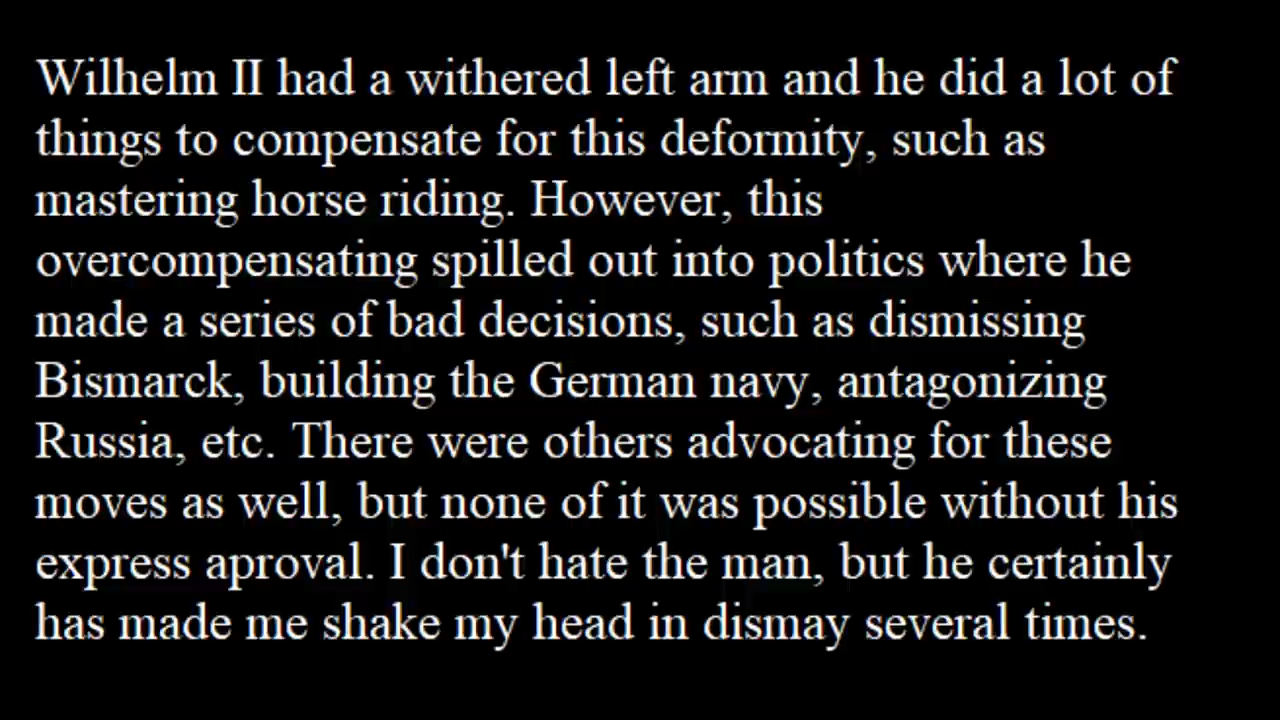 Wilhelm II had a withered left arm and he did a lot of
things to compensate for this deformity, such as
mastering horse riding. However, this
overcompensating spilled out into politics where he
made a series of bad decisions, such as dismissing
Bismarck, building the German navy, antagonizing
Russia, etc. There were others advocating for these
moves as well, but none of it was possible without his
express aproval. I don't hate the man, but he certainly
has made me shake my head in dismay several times.